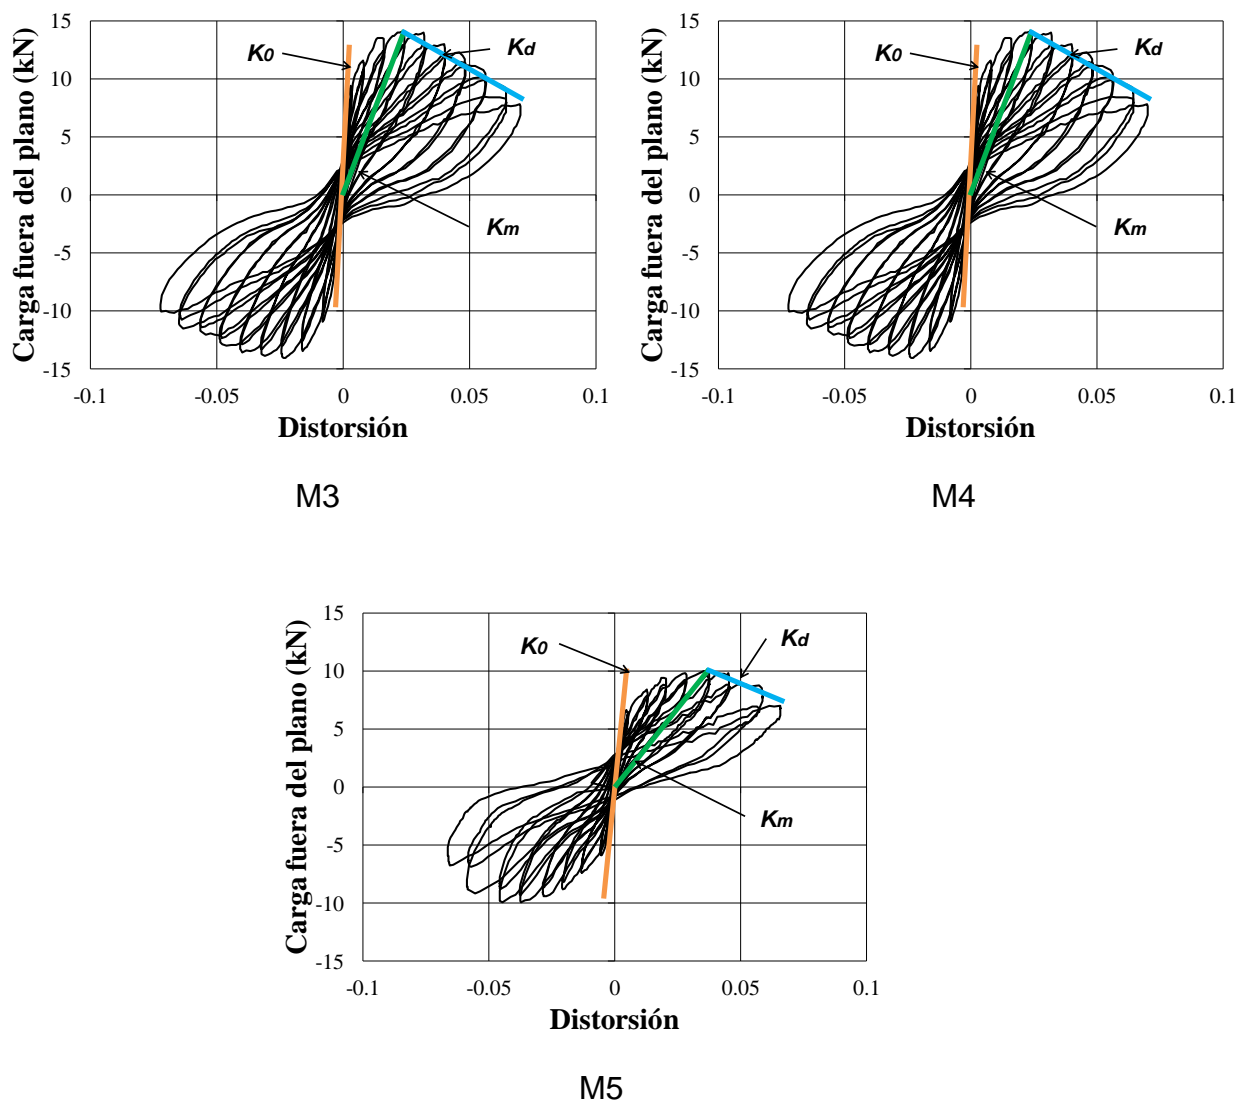 Carga fuera del plano (kN)
15
10
5
0
-5
-10
-15
-0.1 -0.05 0 0.05 0.1
Distorsión
K0
Kd
Km
M3
Carga fuera del plano (kN)
15
10
5
0
-5
-10
-15
-0.1 -0.05 0 0.05 0.1
Distorsión
K0
Kd
Km
M4
Carga fuera del plano (kN)
15
10
5
0
-5
-10
-15
-0.1 -0.05 0 0.05 0.1
Distorsión
K0
Kd
Km
M5